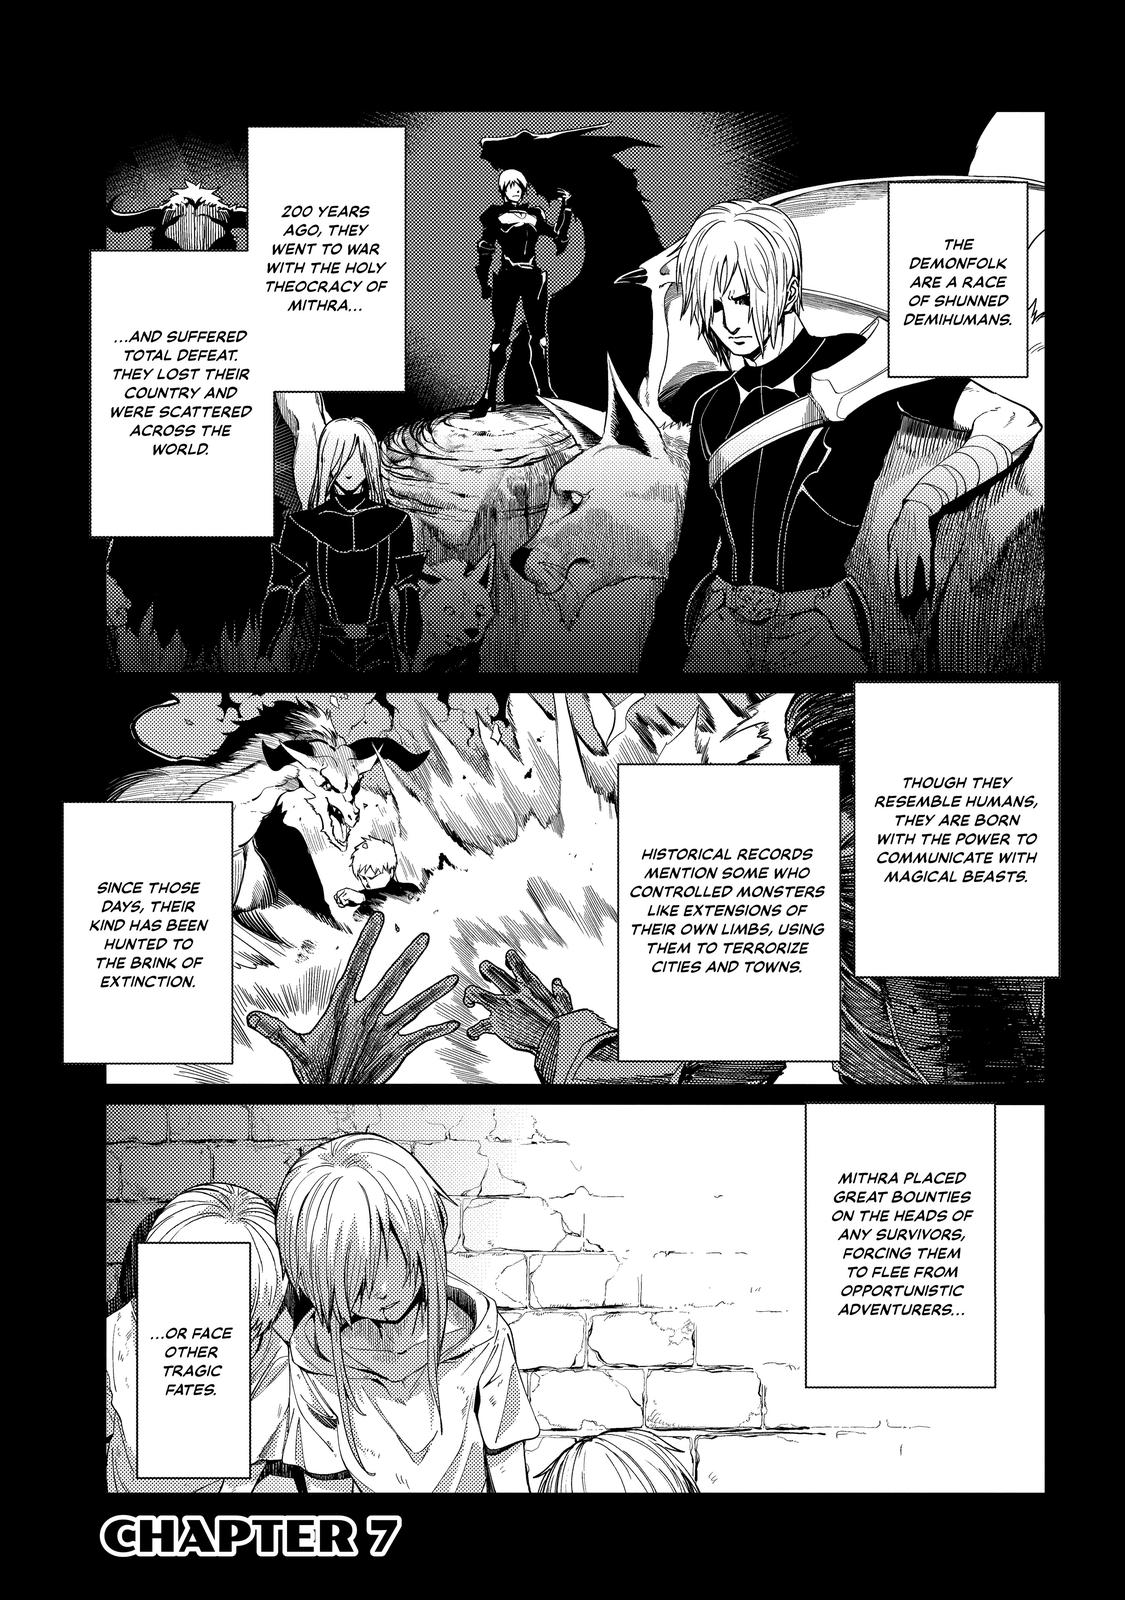 THE
DEMONFOLK
ARE A RACE
OF SHUNNED
DEMIHUMANS.
200 YEARS
AGO, THEY
WENT TO WAR
WITH THE HOLY
THEOCRACY OF
MITHRA...
...AND SUFFERED
TOTAL DEFEAT.
THEY LOST THEIR
COUNTRY AND
WERE SCATTERED
ACROSS THE
WORLD.
THOUGH THEY
RESEMBLE HUMANS,
THEY ARE BORN
WITH THE POWER TO
COMMUNICATE WITH
MAGICAL BEASTS.
HISTORICAL RECORDS
MENTION SOME WHO
CONTROLLED MONSTERS
LIKE EXTENSIONS OF
THEIR OWN LIMBS, USING
THEM TO TERRORIZE
CITIES AND TOWNS.
SINCE THOSE
DAYS, THEIR
KIND HAS BEEN
HUNTED TO
THE BRINK OF
EXTINCTION.
MITHRA PLACED
GREAT BOUNTIES
ON THE HEADS OF
ANY SURVIVORS,
FORCING THEM
TO FLEE FROM
OPPORTUNISTIC
ADVENTURERS...
...OR FACE
OTHER
TRAGIC
FATES.
CHAPTER 7